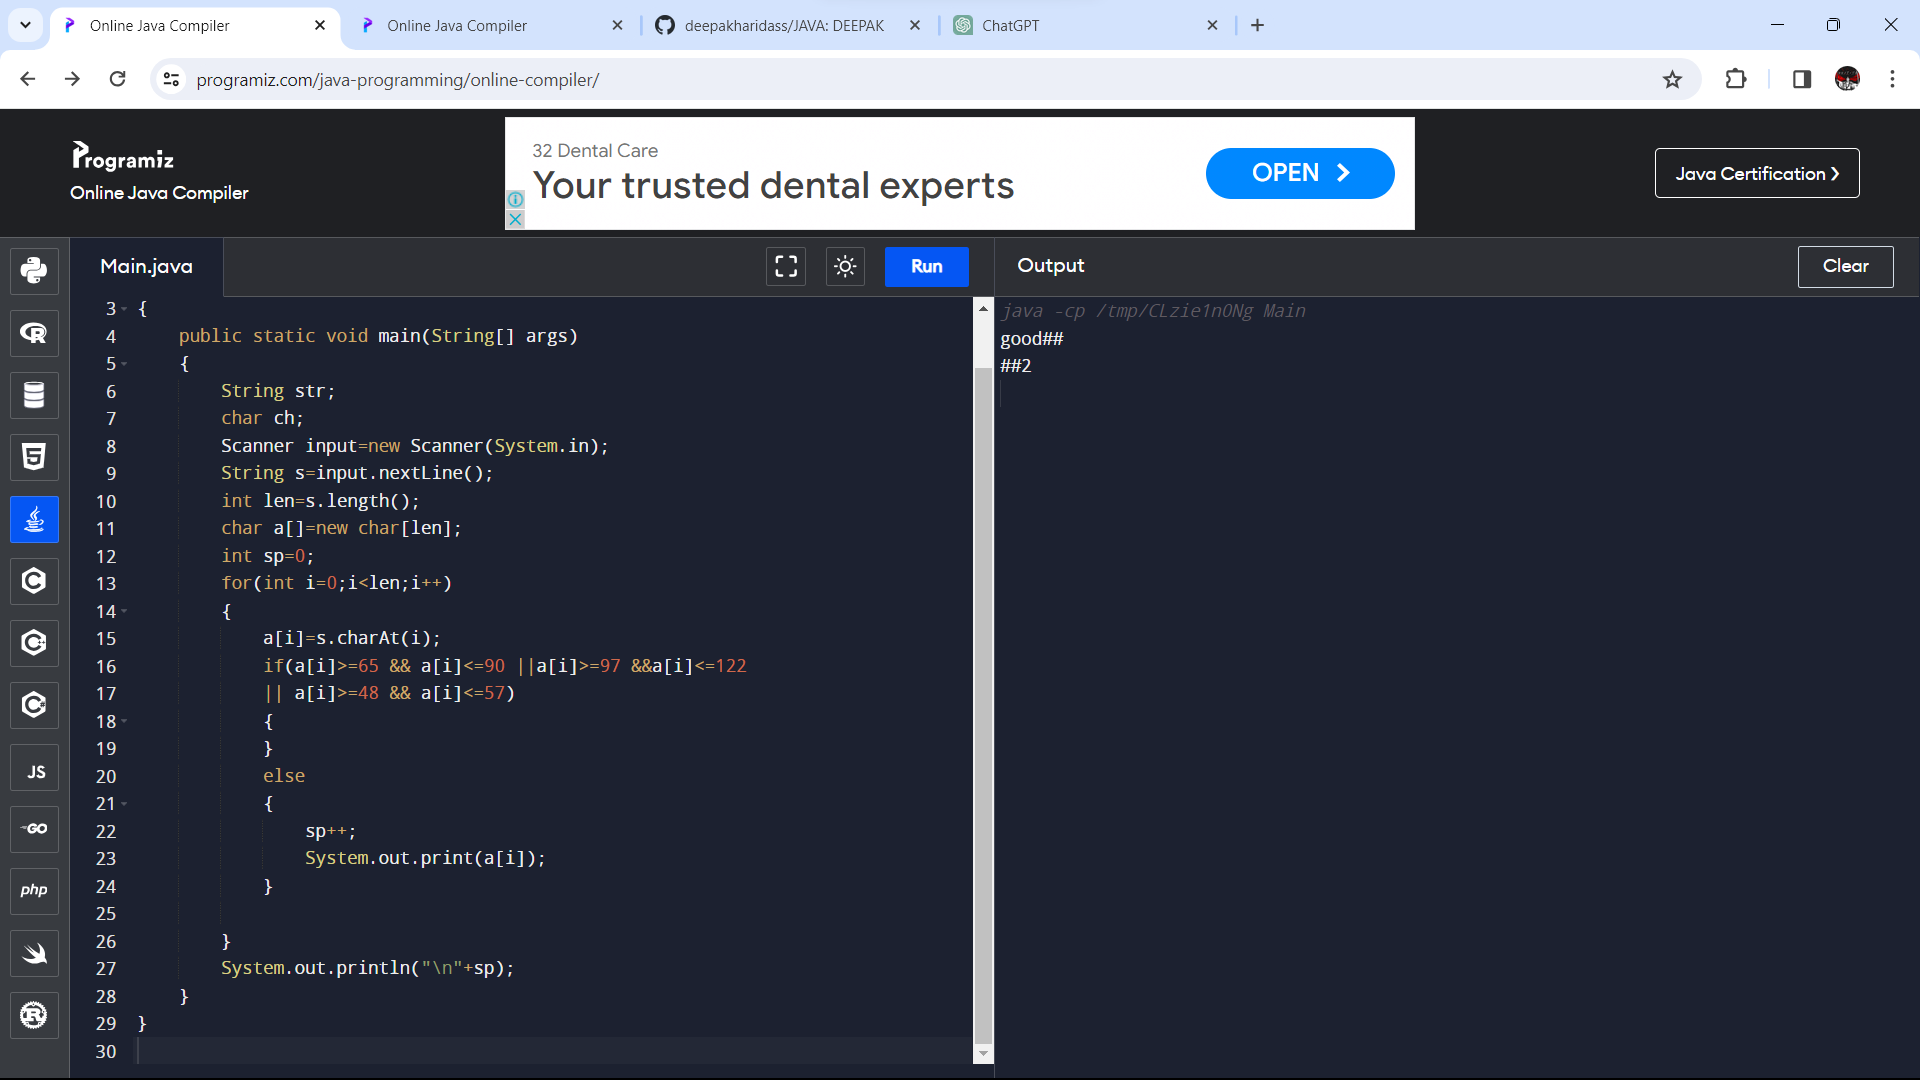 Online Java Compiler
Online Java Compiler
deepakharidass/JAVA: DEEPAK
ChatGPT
programiz.com/java-programming/online-compiler/
Programiz
Online Java Compiler
32 Dental Care
Your trusted dental experts
OPEN
Java Certification
Main.java
Run
Output
Clear
3 {
4 public static void main(String[] args)
5 {
6 String str;
7 char ch;
8 Scanner input=new Scanner(System.in);
9 String s=input.nextLine();
10 int len=s.length();
11 char a[]=new char[len];
12 int sp=0;
13 for(int i=0;i<len;i++)
14 {
15 a[i]=s.charAt(i);
16 if(a[i]>=65 && a[i]<=90 ||a[i]>=97 &&a[i]<=122
17 || a[i]>=48 && a[i]<=57)
18 {
19 }
20 else
21 {
22 sp++;
23 System.out.print(a[i]);
24 }
25
26 }
27 System.out.println("\n"+sp);
28 }
29 }
30
java -cp /tmp/CLzie1nONg Main
good##
##2
R
5
C
C
C
JS
GO
php
R